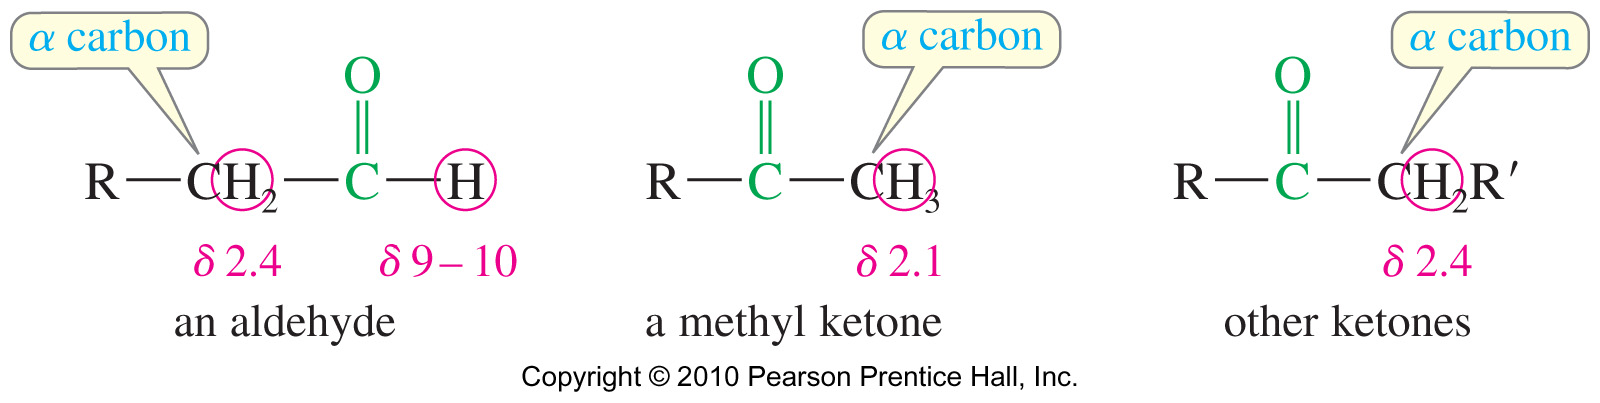 α carbon
α carbon
α carbon
O
O
O
R—CH₂—C—H
R—C—CH₃
R—C—CH₂R′
δ 2.4
δ 9–10
δ 2.1
δ 2.4
an aldehyde
a methyl ketone
other ketones
Copyright © 2010 Pearson Prentice Hall, Inc.